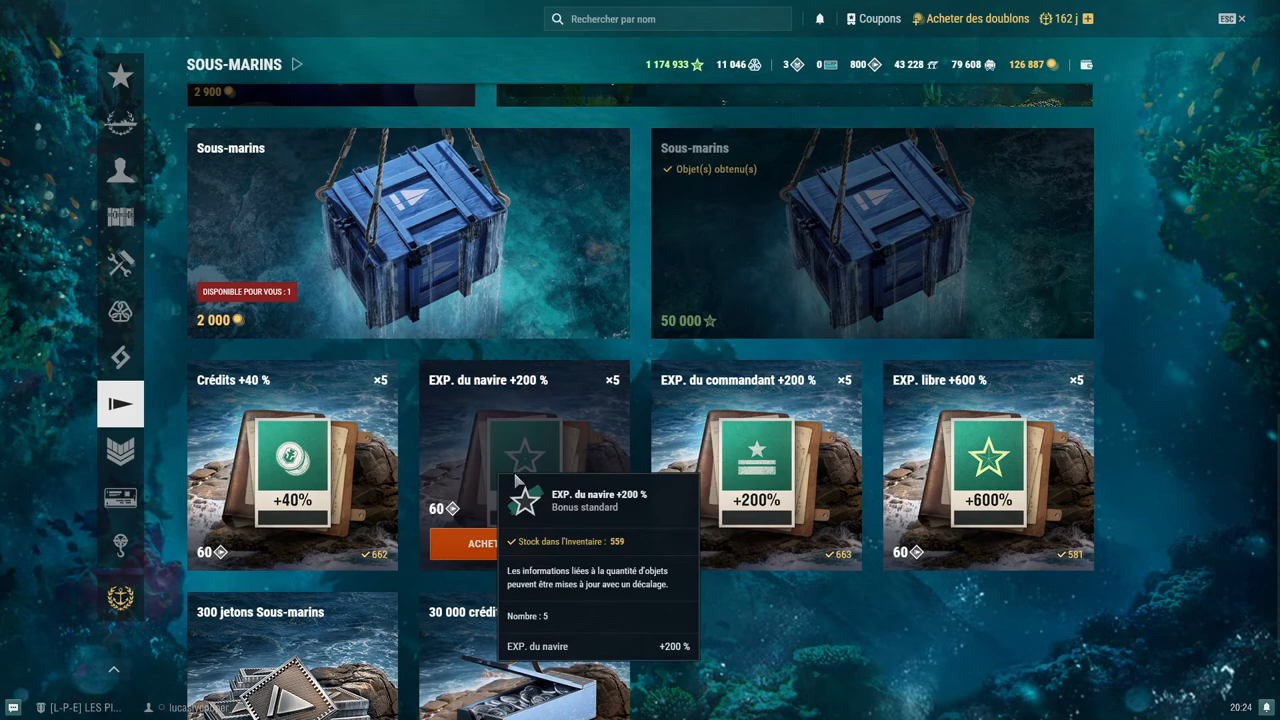 Rechercher par nom
Coupons
Acheter des doublons
162 j
ESC
SOUS-MARINS
1 174 933
11 046
3
0
800
43 228
79 608
126 887
2 900
Sous-marins
DISPONIBLE POUR VOUS : 1
2 000
Sous-marins
Objet(s) obtenu(s)
50 000
Crédits +40 %
×5
+40%
60
662
EXP. du navire +200 %
×5
60
ACHET
EXP. du commandant +200 %
×5
+200%
663
EXP. libre +600 %
×5
+600%
60
581
EXP. du navire +200 %
Bonus standard
Stock dans l'Inventaire : 559
Les informations liées à la quantité d'objets
peuvent être mises à jour avec un décalage.
Nombre : 5
EXP. du navire
+200 %
300 jetons Sous-marins
30 000 crédi
[L-P-E] LES PI...
20:24